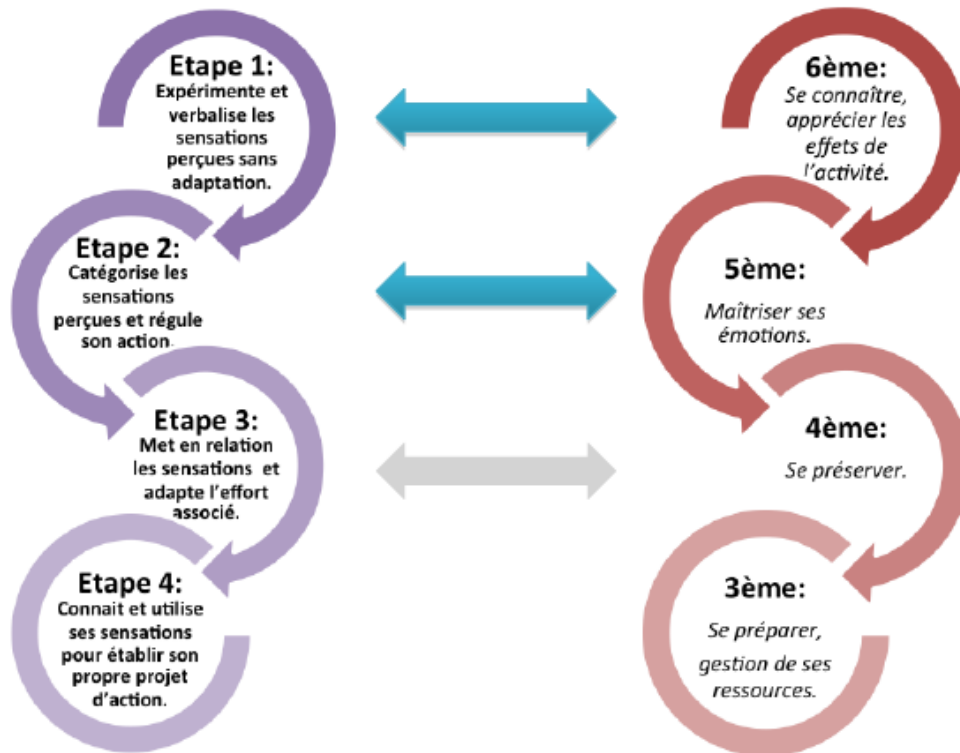 Etape 1:
Expérimente et
verbalise les
sensations
perçues sans
adaptation.
6ème:
Se connaître,
apprécier les
effets de
l'activité.
Etape 2:
Catégorise les
sensations
perçues et régule
son action.
5ème:
Maîtriser ses
émotions.
Etape 3:
Met en relation
les sensations et
adapte l'effort
associé.
4ème:
Se préserver.
Etape 4:
Connait et utilise
ses sensations
pour établir son
propre projet
d'action.
3ème:
Se préparer,
gestion de ses
ressources.